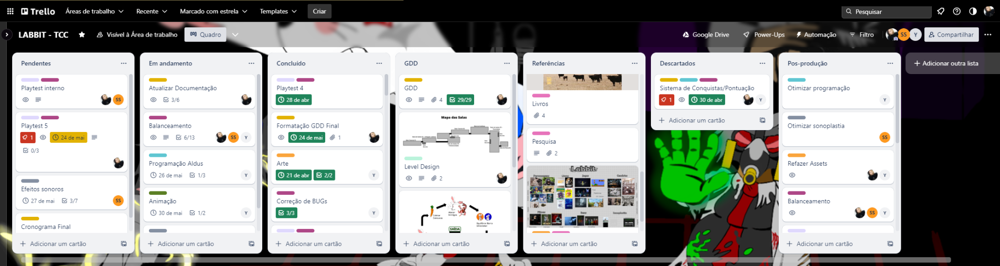 Trello
Áreas de trabalho
Recente
Marcado com estrela
Templates
Criar
Pesquisar
LABBIT - TCC
Visível à Área de trabalho
Quadro
Google Drive
Power-Ups
Automação
Filtro
SS
Y
Compartilhar
Pendentes
Playtest interno
SS
Playtest 5
1
24 de mai
0/3
Efeitos sonoros
27 de mai
3/7
SS
Cronograma Final
Adicionar um cartão
Em andamento
Atualizar Documentação
3/6
Balanceamento
6/13
SS
Y
Programação Aldus
26 de mai
1/3
Y
Animação
30 de mai
1/2
Y
Adicionar um cartão
Concluído
Playtest 4
28 de abr
Formatação GDD Final
24 de mai
1
Arte
21 de abr
2/2
Y
Correção de BUGs
3/3
Y
Adicionar um cartão
GDD
GDD
4
29/29
Mapa das Salas
Level Design
2
Coletar
Cenouras
Atacar
Inimigos
Equilibrar Barra
Emocional
SAÍDA
Adicionar um cartão
Referências
Livros
4
Pesquisa
2
Labbit
Adicionar um cartão
Descartados
Sistema de Conquistas/Pontuação
1
30 de abr
Y
Adicionar um cartão
Pos-produção
Otimizar programação
Y
Otimizar sonoplastia
SS
Refazer Assets
Y
Balanceamento
SS
Y
Adicionar um cartão
Adicionar outra lista